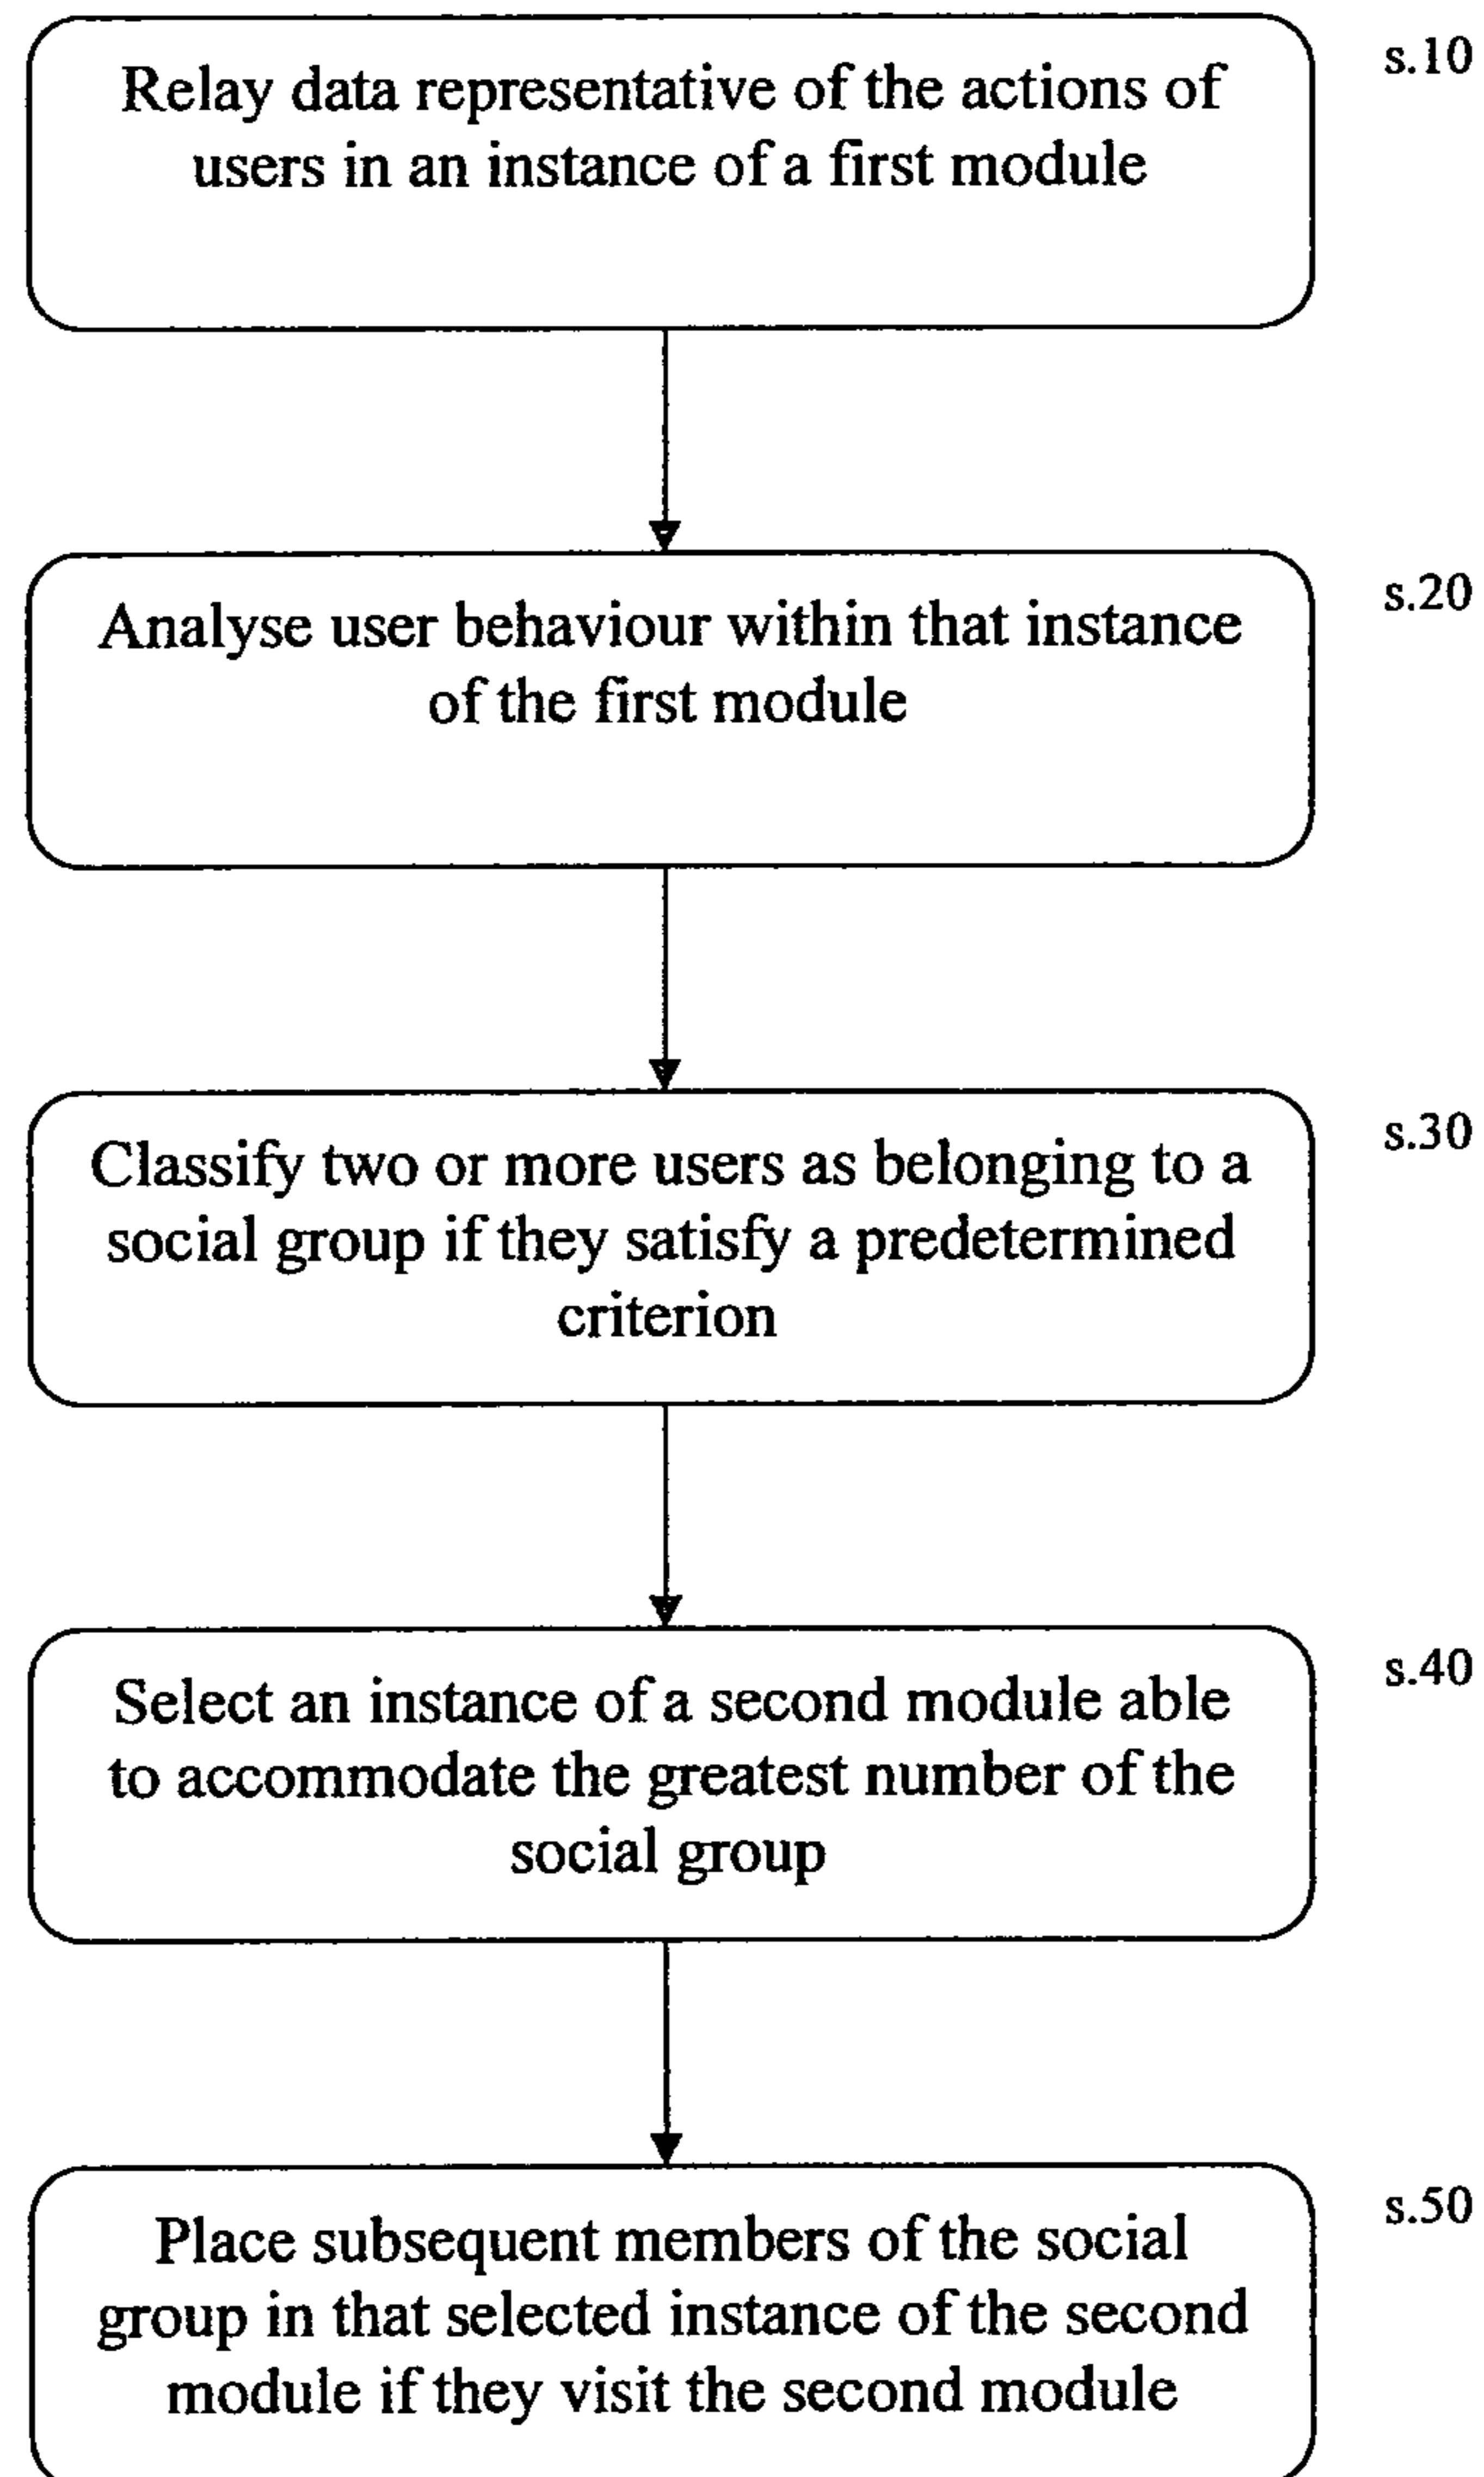 s.10
Relay data representative of the actions of
users in an instance of a first module
s.20
Analyse user behaviour within that instance
of the first module
s.30
Classify two or more users as belonging to a
social group if they satisfy a predetermined
criterion
s.40
Select an instance of a second module able
to accommodate the greatest number of the
social group
s.50
Place subsequent members of the social
group in that selected instance of the second
module if they visit the second module